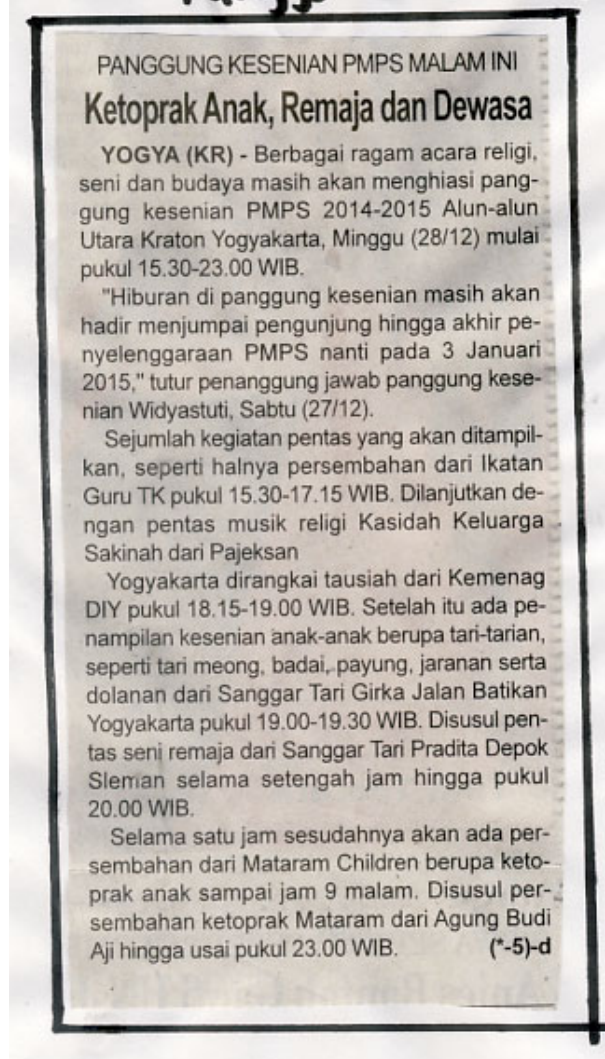 PANGGUNG KESENIAN PMPS MALAM INI
Ketoprak Anak, Remaja dan Dewasa
YOGYA (KR) - Berbagai ragam acara religi,
seni dan budaya masih akan menghiasi pang-
gung kesenian PMPS 2014-2015 Alun-alun
Utara Kraton Yogyakarta, Minggu (28/12) mulai
pukul 15.30-23.00 WIB.
"Hiburan di panggung kesenian masih akan
hadir menjumpai pengunjung hingga akhir pe-
nyelenggaraan PMPS nanti pada 3 Januari
2015," tutur penanggung jawab panggung kese-
nian Widyastuti, Sabtu (27/12).
Sejumlah kegiatan pentas yang akan ditampil-
kan, seperti halnya persembahan dari Ikatan
Guru TK pukul 15.30-17.15 WIB. Dilanjutkan de-
ngan pentas musik religi Kasidah Keluarga
Sakinah dari Pajeksan
Yogyakarta dirangkai tausiah dari Kemenag
DIY pukul 18.15-19.00 WIB. Setelah itu ada pe-
nampilan kesenian anak-anak berupa tari-tarian,
seperti tari meong, badai, payung, jaranan serta
dolanan dari Sanggar Tari Girka Jalan Batikan
Yogyakarta pukul 19.00-19.30 WIB. Disusul pen-
tas seni remaja dari Sanggar Tari Pradita Depok
Sleman selama setengah jam hingga pukul
20.00 WIB.
Selama satu jam sesudahnya akan ada per-
sembahan dari Mataram Children berupa keto-
prak anak sampai jam 9 malam. Disusul per-
sembahan ketoprak Mataram dari Agung Budi
Aji hingga usai pukul 23.00 WIB. (*-5)-d